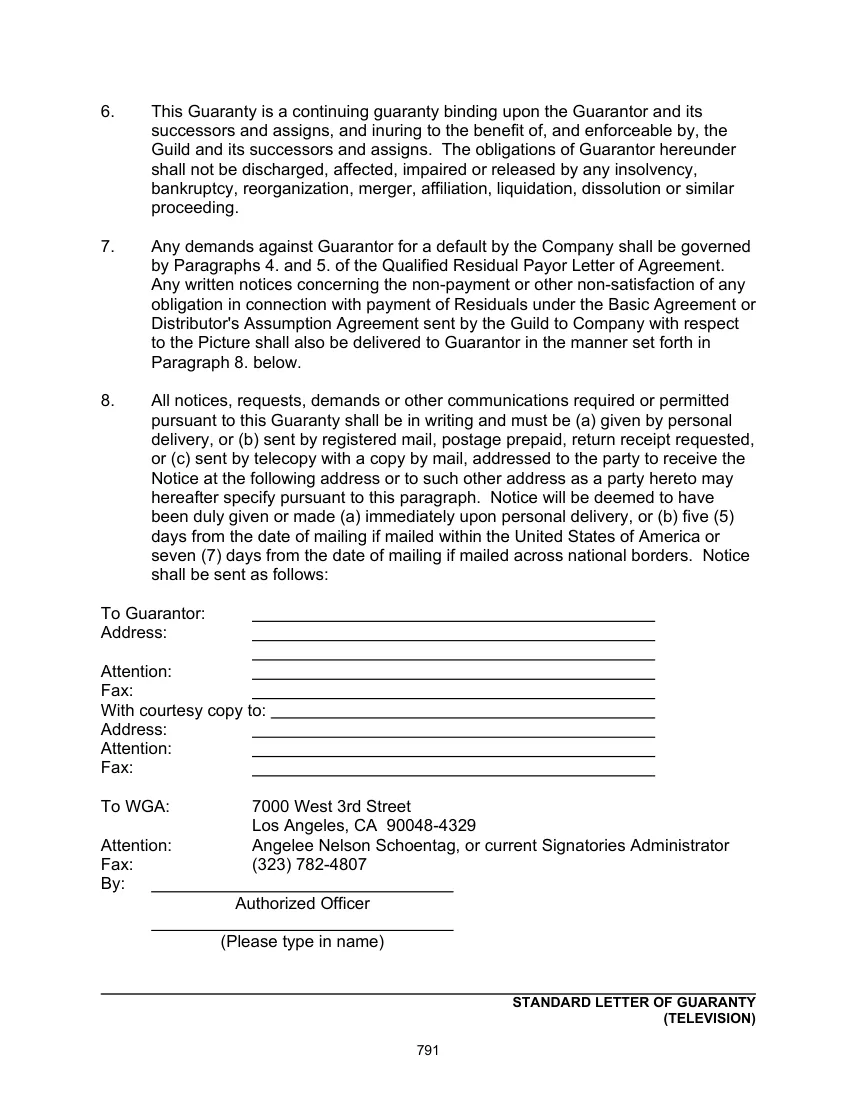 6. This Guaranty is a continuing guaranty binding upon the Guarantor and its
successors and assigns, and inuring to the benefit of, and enforceable by, the
Guild and its successors and assigns.  The obligations of Guarantor hereunder
shall not be discharged, affected, impaired or released by any insolvency,
bankruptcy, reorganization, merger, affiliation, liquidation, dissolution or similar
proceeding.
7. Any demands against Guarantor for a default by the Company shall be governed
by Paragraphs 4. and 5. of the Qualified Residual Payor Letter of Agreement.
Any written notices concerning the non-payment or other non-satisfaction of any
obligation in connection with payment of Residuals under the Basic Agreement or
Distributor's Assumption Agreement sent by the Guild to Company with respect
to the Picture shall also be delivered to Guarantor in the manner set forth in
Paragraph 8. below.
8. All notices, requests, demands or other communications required or permitted
pursuant to this Guaranty shall be in writing and must be (a) given by personal
delivery, or (b) sent by registered mail, postage prepaid, return receipt requested,
or (c) sent by telecopy with a copy by mail, addressed to the party to receive the
Notice at the following address or to such other address as a party hereto may
hereafter specify pursuant to this paragraph.  Notice will be deemed to have
been duly given or made (a) immediately upon personal delivery, or (b) five (5)
days from the date of mailing if mailed within the United States of America or
seven (7) days from the date of mailing if mailed across national borders.  Notice
shall be sent as follows:
To Guarantor:
Address:
Attention:
Fax:
With courtesy copy to:
Address:
Attention:
Fax:
To WGA: 7000 West 3rd Street
Los Angeles, CA  90048-4329
Attention: Angelee Nelson Schoentag, or current Signatories Administrator
Fax: (323) 782-4807
By:
Authorized Officer
(Please type in name)
STANDARD LETTER OF GUARANTY
(TELEVISION)
791